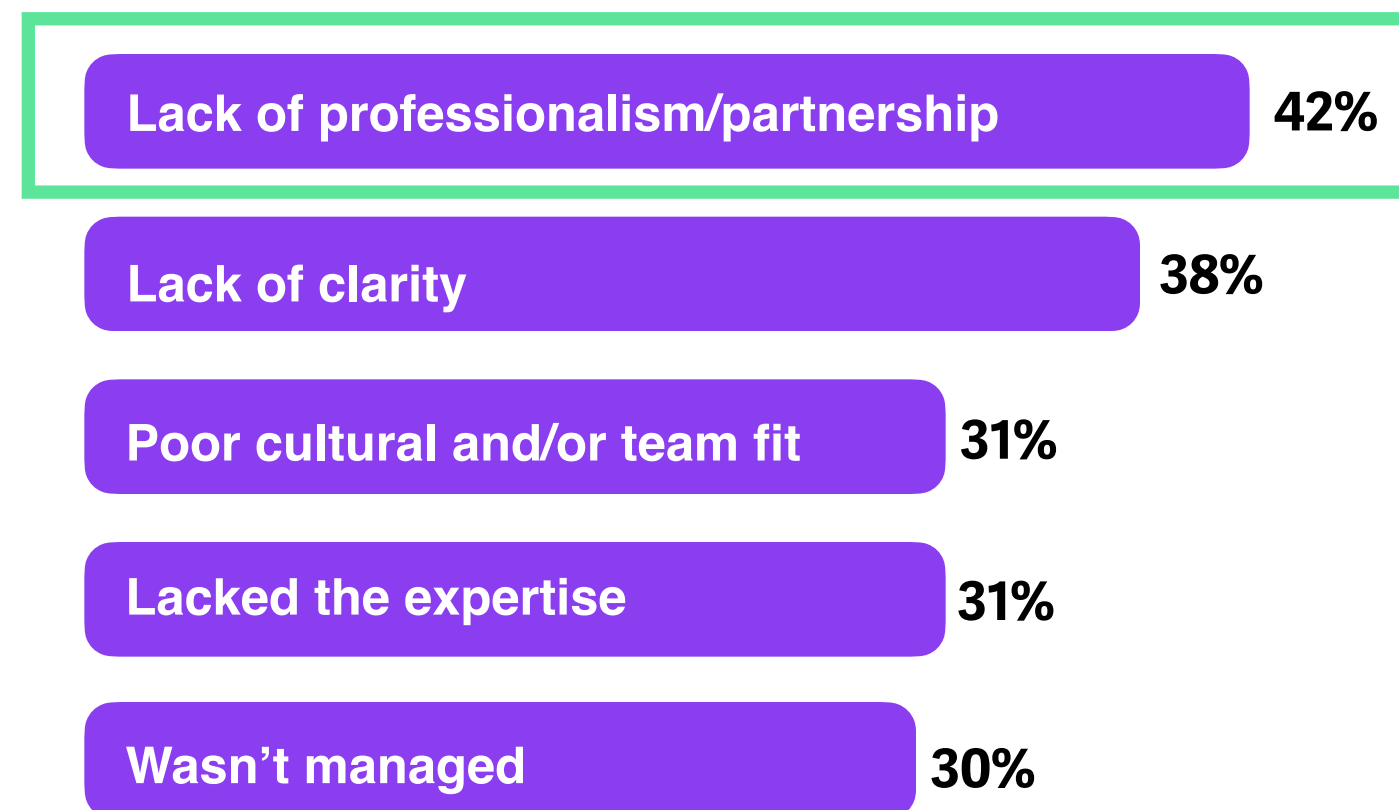 Lack of professionalism/partnership 42%
Lack of clarity 38%
Poor cultural and/or team fit 31%
Lacked the expertise 31%
Wasn’t managed 30%